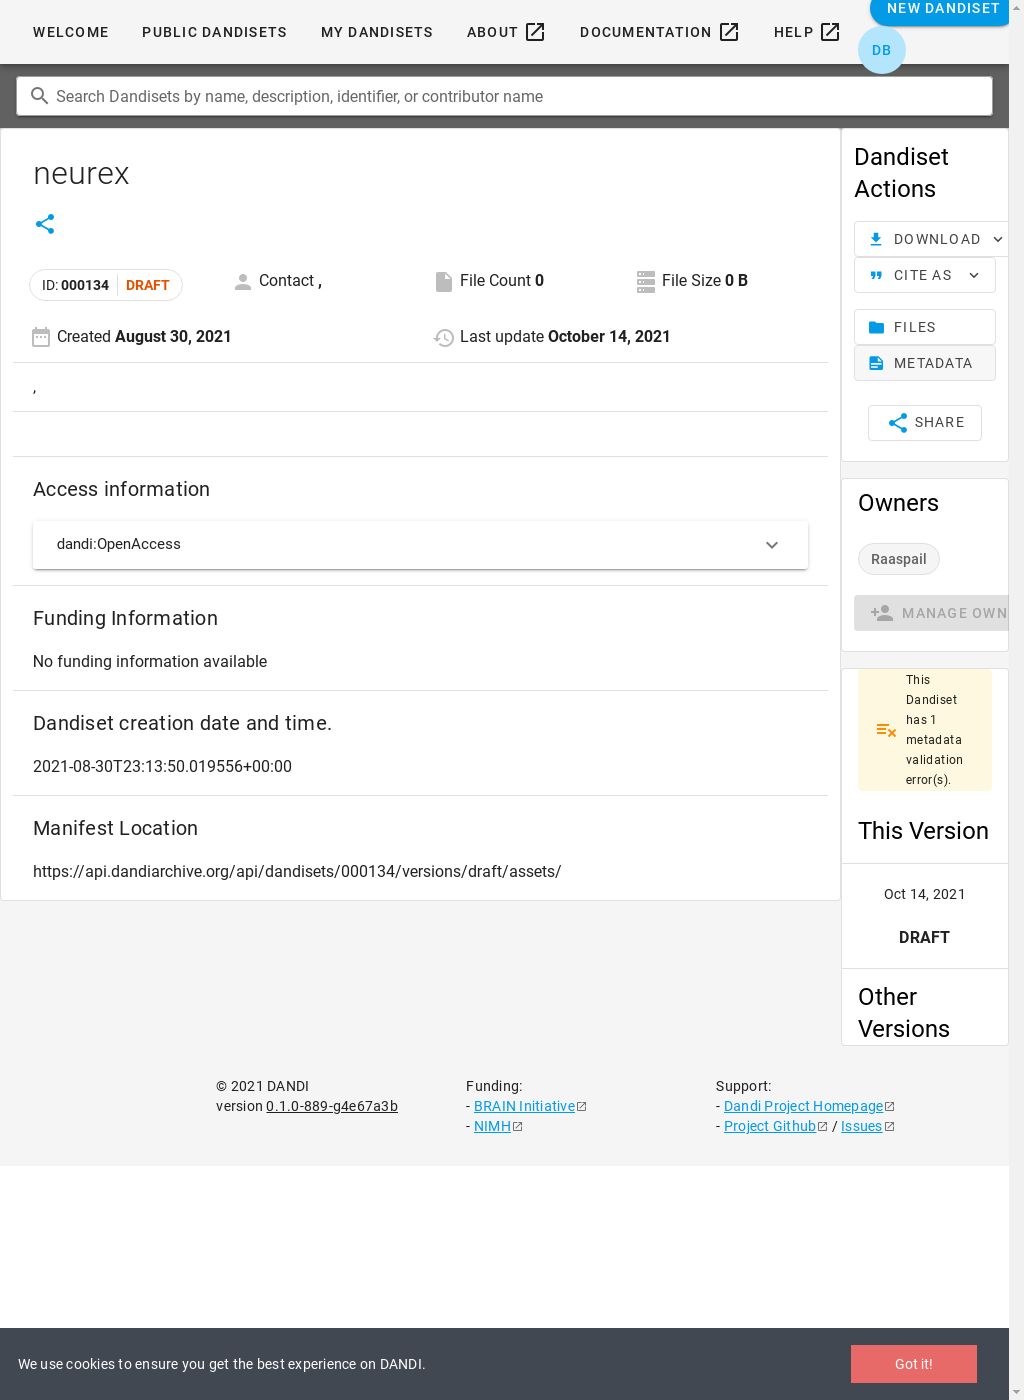 WELCOME PUBLIC DANDISETS MY DANDISETS ABOUT DOCUMENTATION HELP NEW DANDISET
DB
Search Dandisets by name, description, identifier, or contributor name
neurex
ID: 000134 DRAFT
Contact ,
File Count 0
File Size 0 B
Created August 30, 2021
Last update October 14, 2021
,
Access information
dandi:OpenAccess
Funding Information
No funding information available
Dandiset creation date and time.
2021-08-30T23:13:50.019556+00:00
Manifest Location
https://api.dandiarchive.org/api/dandisets/000134/versions/draft/assets/
Dandiset
Actions
DOWNLOAD
CITE AS
FILES
METADATA
SHARE
Owners
Raaspail
MANAGE OWN
This
Dandiset
has 1
metadata
validation
error(s).
This Version
Oct 14, 2021
DRAFT
Other
Versions
© 2021 DANDI
version 0.1.0-889-g4e67a3b
Funding:
- BRAIN Initiative
- NIMH
Support:
- Dandi Project Homepage
- Project Github / Issues
We use cookies to ensure you get the best experience on DANDI.
Got it!